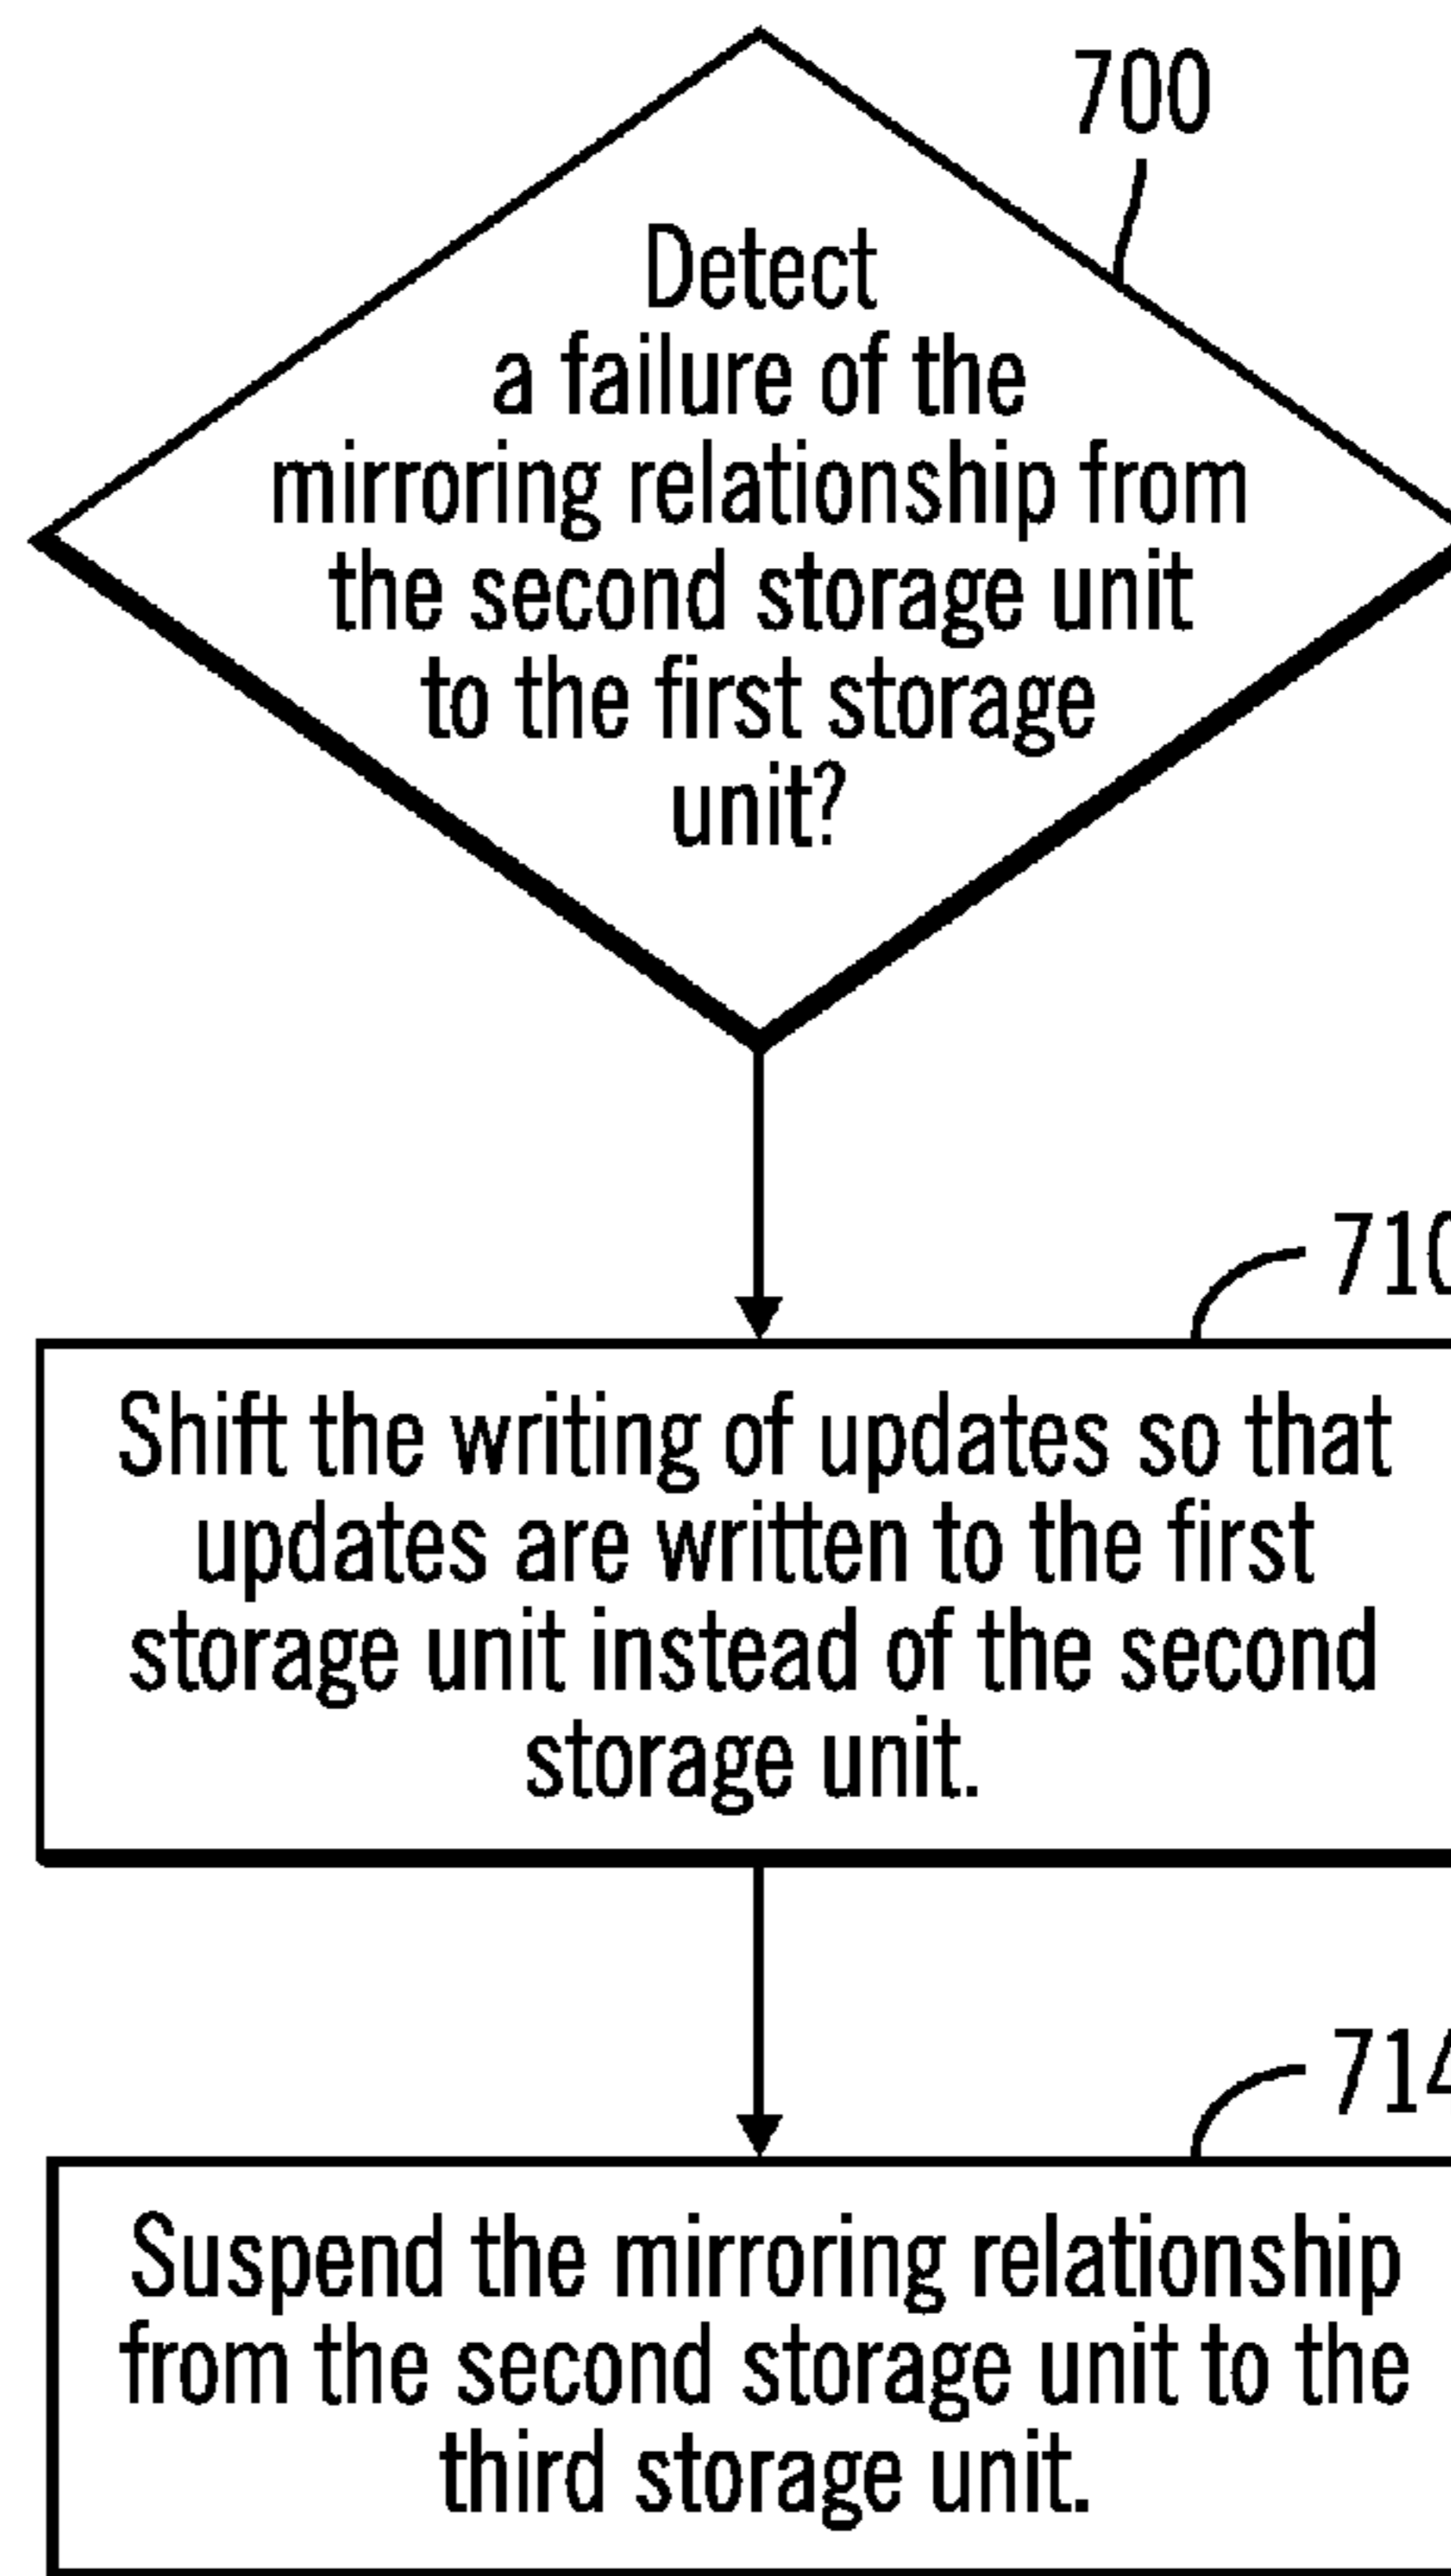 700
Detect
a failure of the
mirroring relationship from
the second storage unit
to the first storage
unit?
710
Shift the writing of updates so that
updates are written to the first
storage unit instead of the second
storage unit.
714
Suspend the mirroring relationship
from the second storage unit to the
third storage unit.